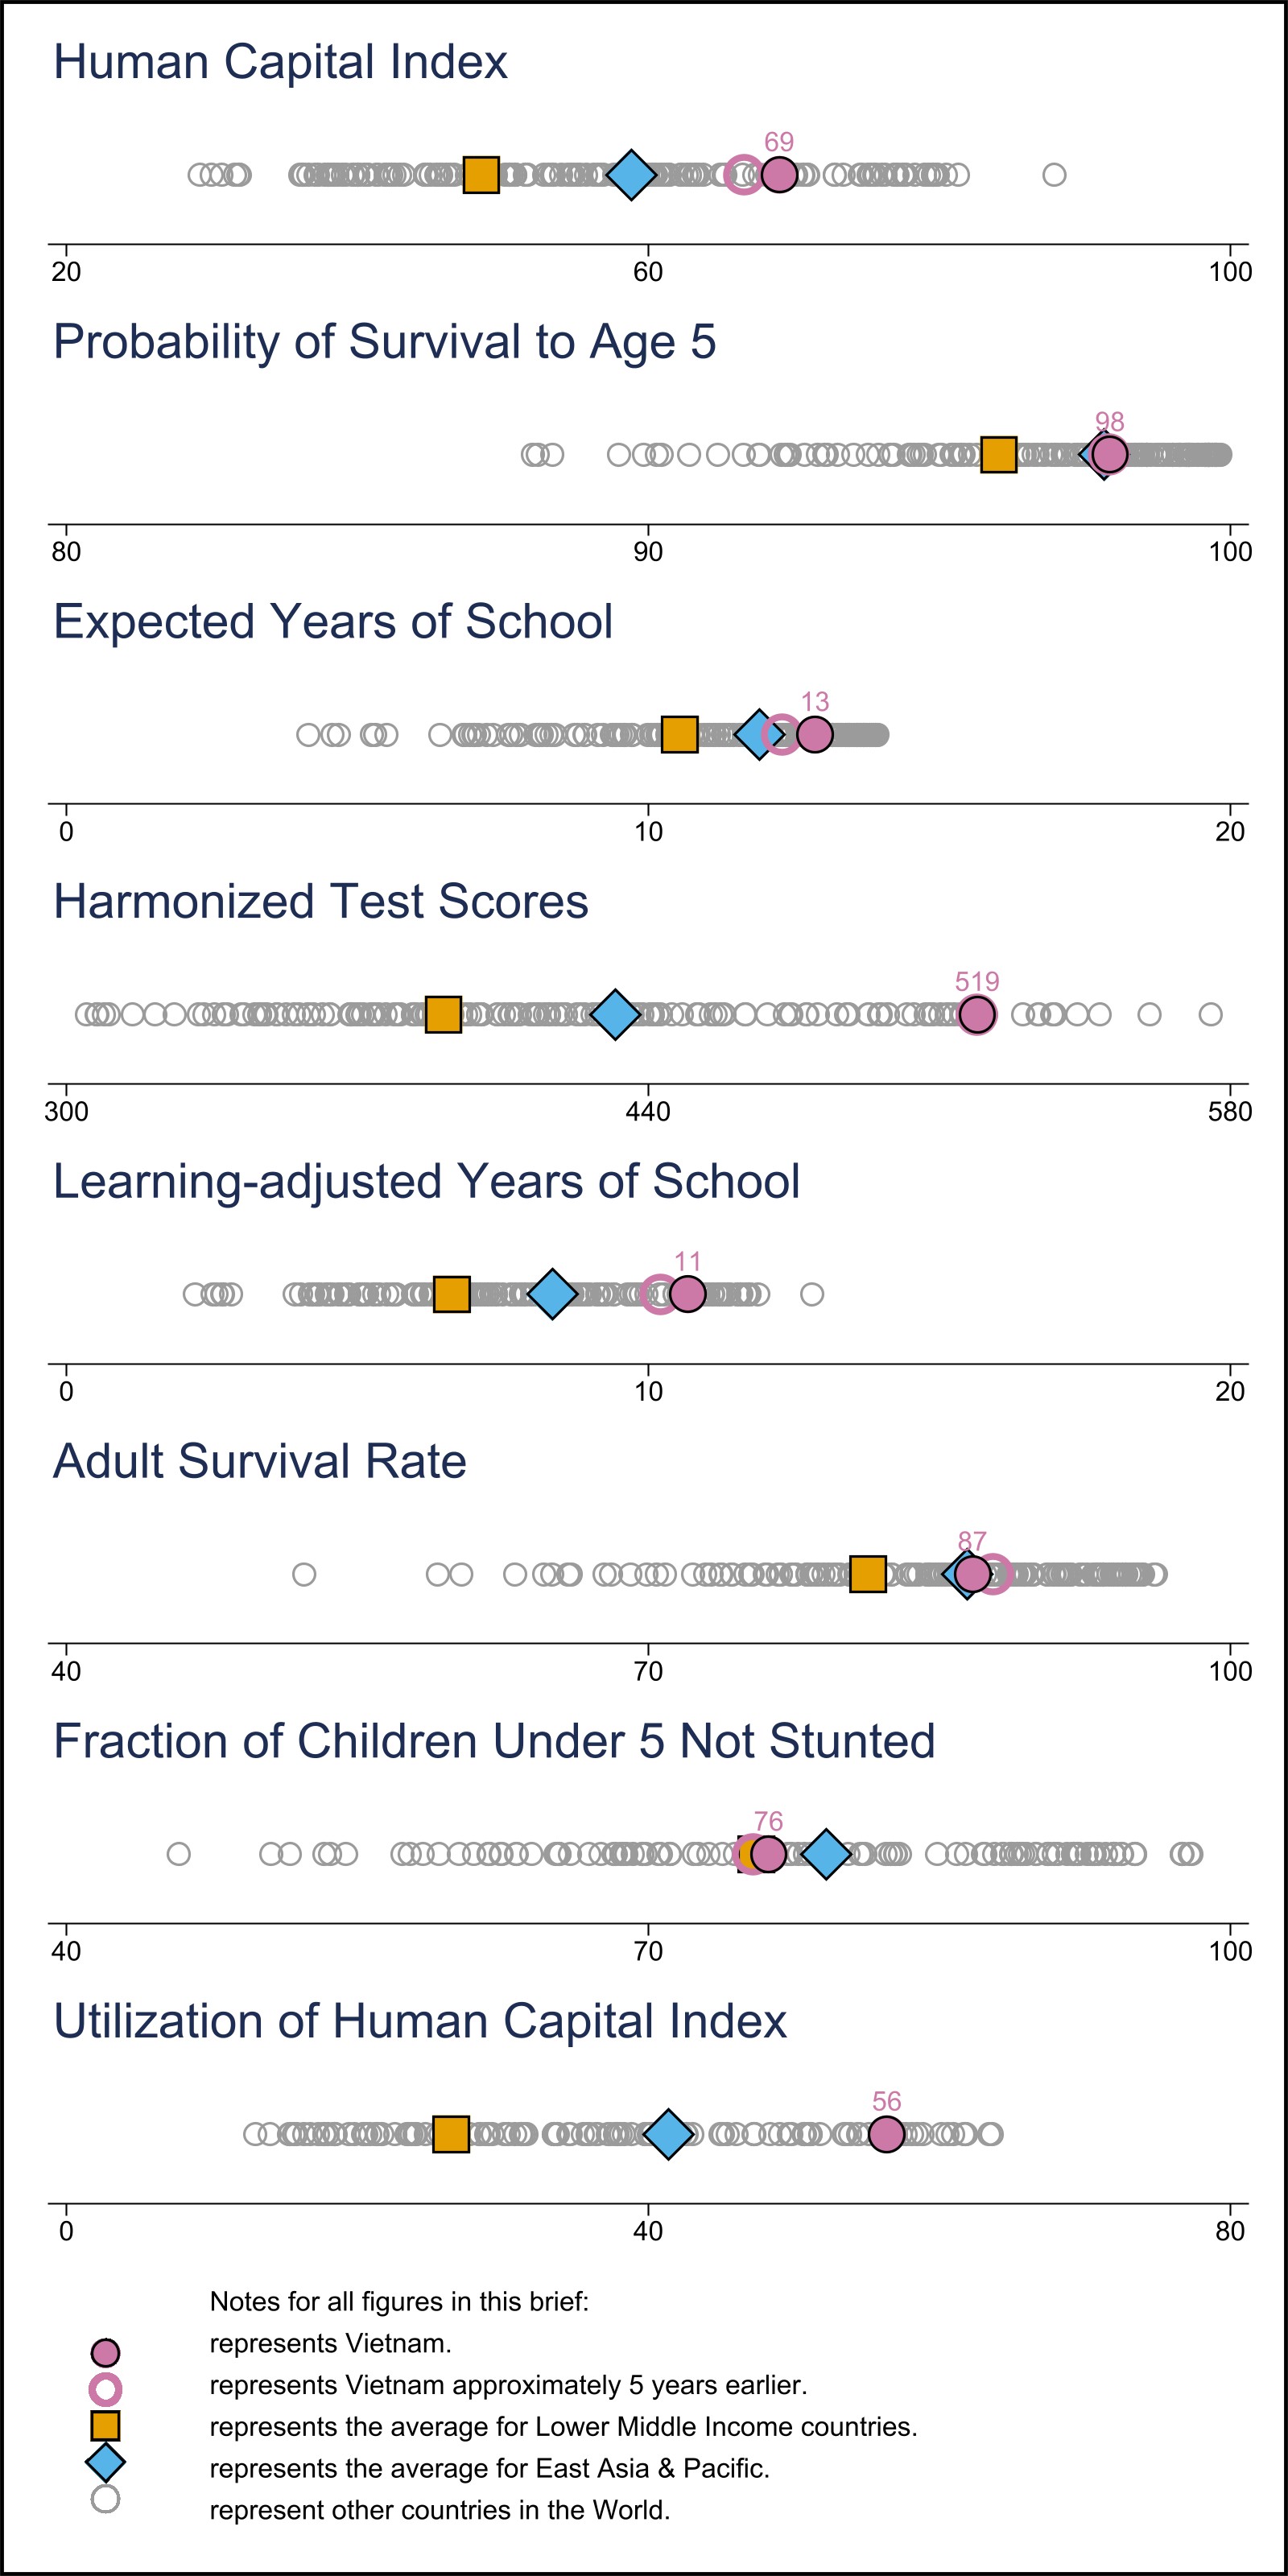 Human Capital Index
69
20 60 100
Probability of Survival to Age 5
98
80 90 100
Expected Years of School
13
0 10 20
Harmonized Test Scores
519
300 440 580
Learning-adjusted Years of School
11
0 10 20
Adult Survival Rate
87
40 70 100
Fraction of Children Under 5 Not Stunted
76
40 70 100
Utilization of Human Capital Index
56
0 40 80
Notes for all figures in this brief:
represents Vietnam.
represents Vietnam approximately 5 years earlier.
represents the average for Lower Middle Income countries.
represents the average for East Asia & Pacific.
represent other countries in the World.